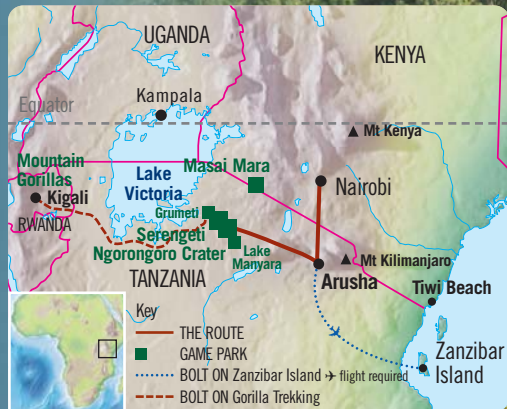 UGANDA
KENYA
Kampala
Equator
Mt Kenya
Mountain
Gorillas
Lake
Victoria
Masai Mara
Kigali
Nairobi
RWANDA
Grumeti
Serengeti
Ngorongoro Crater
Lake
Manyara
Mt Kilimanjaro
TANZANIA
Arusha
Tiwi Beach
Zanzibar
Island
Key
THE ROUTE
GAME PARK
BOLT ON Zanzibar Island ✈ flight required
BOLT ON Gorilla Trekking